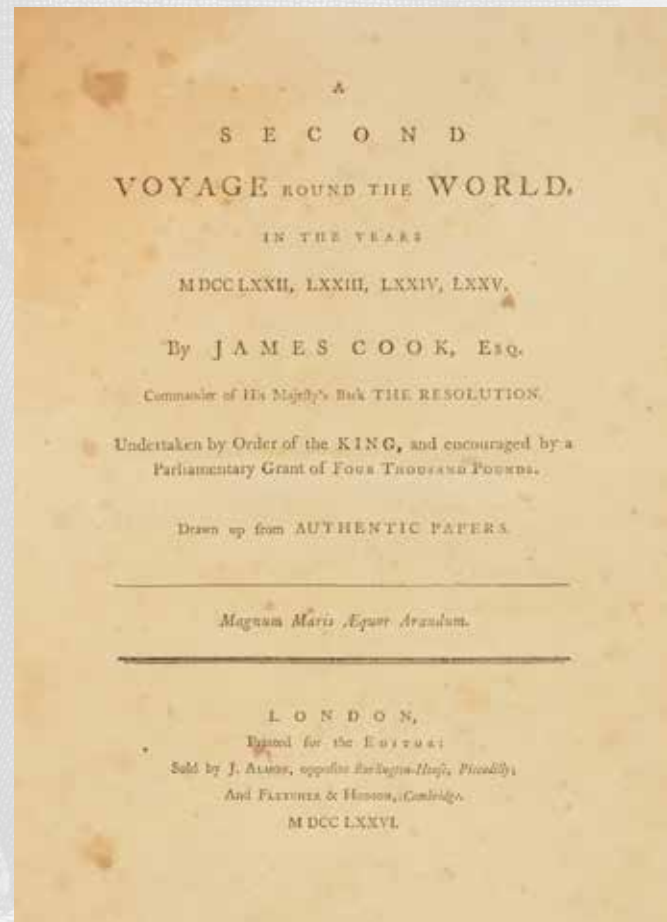 A
SECOND
VOYAGE ROUND THE WORLD,
IN THE YEARS
MDCCLXXII, LXXIII, LXXIV, LXXV,
By JAMES COOK, Esq.
Commander of His Majesty's Bark THE RESOLUTION.
Undertaken by Order of the KING, and encouraged by a
Parliamentary Grant of Four Thousand Pounds.
Drawn up from AUTHENTIC PAPERS.
Magnum Maris Æquor Arandum.
LONDON,
Printed for the Editor:
Sold by J. Almon, opposite Burlington-House, Piccadilly;
And Fletcher & Hodson, Cambridge.
M DCC LXXVI.